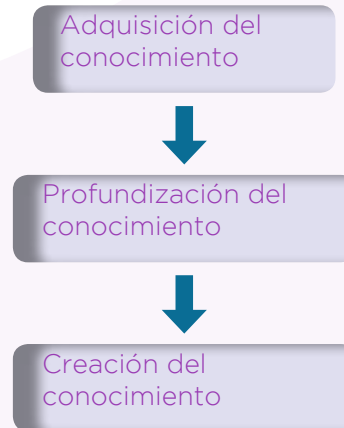 Adquisición del
conocimiento
Profundización del
conocimiento
Creación del
conocimiento